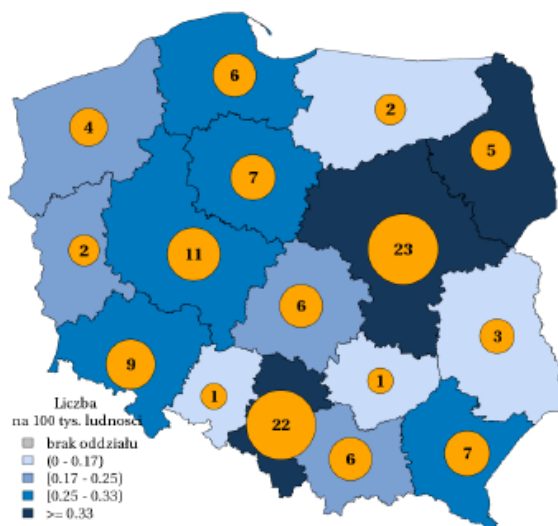 6
2
4
5
7
2
11
23
6
3
9
1
1
22
6
7
Liczba
na 100 tys. ludności
brak oddziału
(0 - 0.17)
[0.17 - 0.25)
[0.25 - 0.33)
>= 0.33